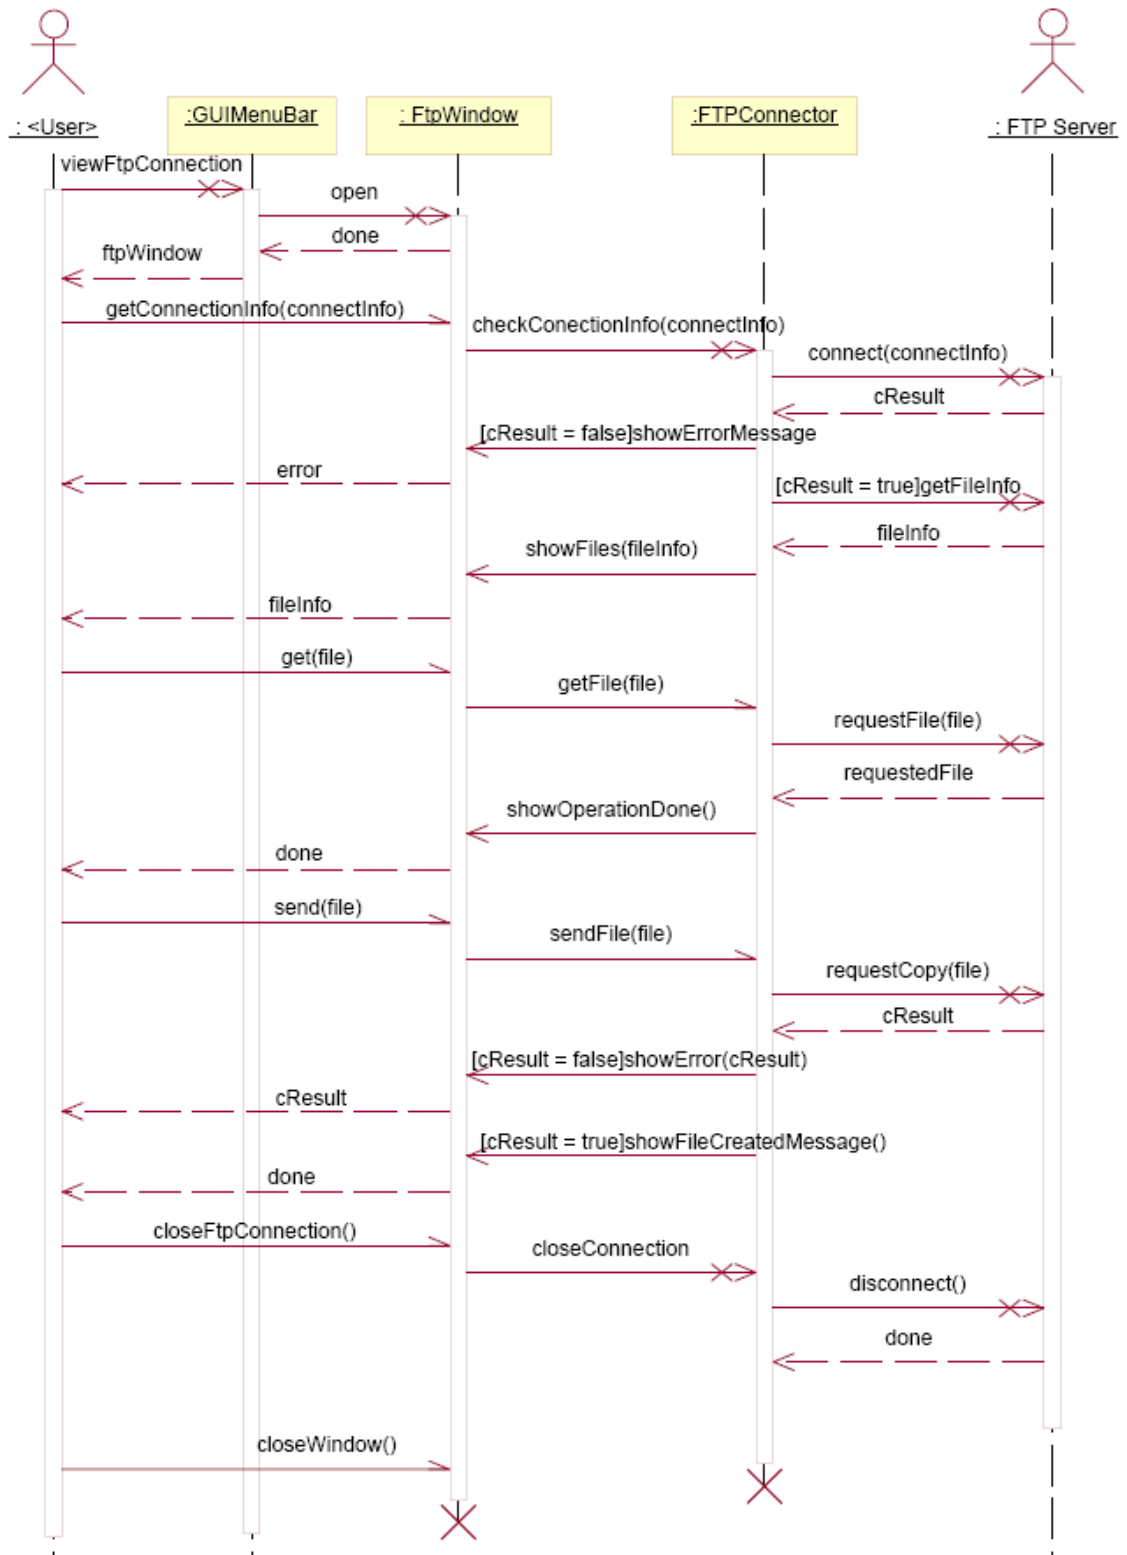 : <User>
:GUIMenuBar
: FtpWindow
:FTPConnector
: FTP Server
viewFtpConnection
open
done
ftpWindow
getConnectionInfo(connectInfo)
checkConectionInfo(connectInfo)
connect(connectInfo)
cResult
[cResult = false]showErrorMessage
error
[cResult = true]getFileInfo
fileInfo
showFiles(fileInfo)
fileInfo
get(file)
getFile(file)
requestFile(file)
requestedFile
showOperationDone()
done
send(file)
sendFile(file)
requestCopy(file)
cResult
[cResult = false]showError(cResult)
cResult
[cResult = true]showFileCreatedMessage()
done
closeFtpConnection()
closeConnection
disconnect()
done
closeWindow()